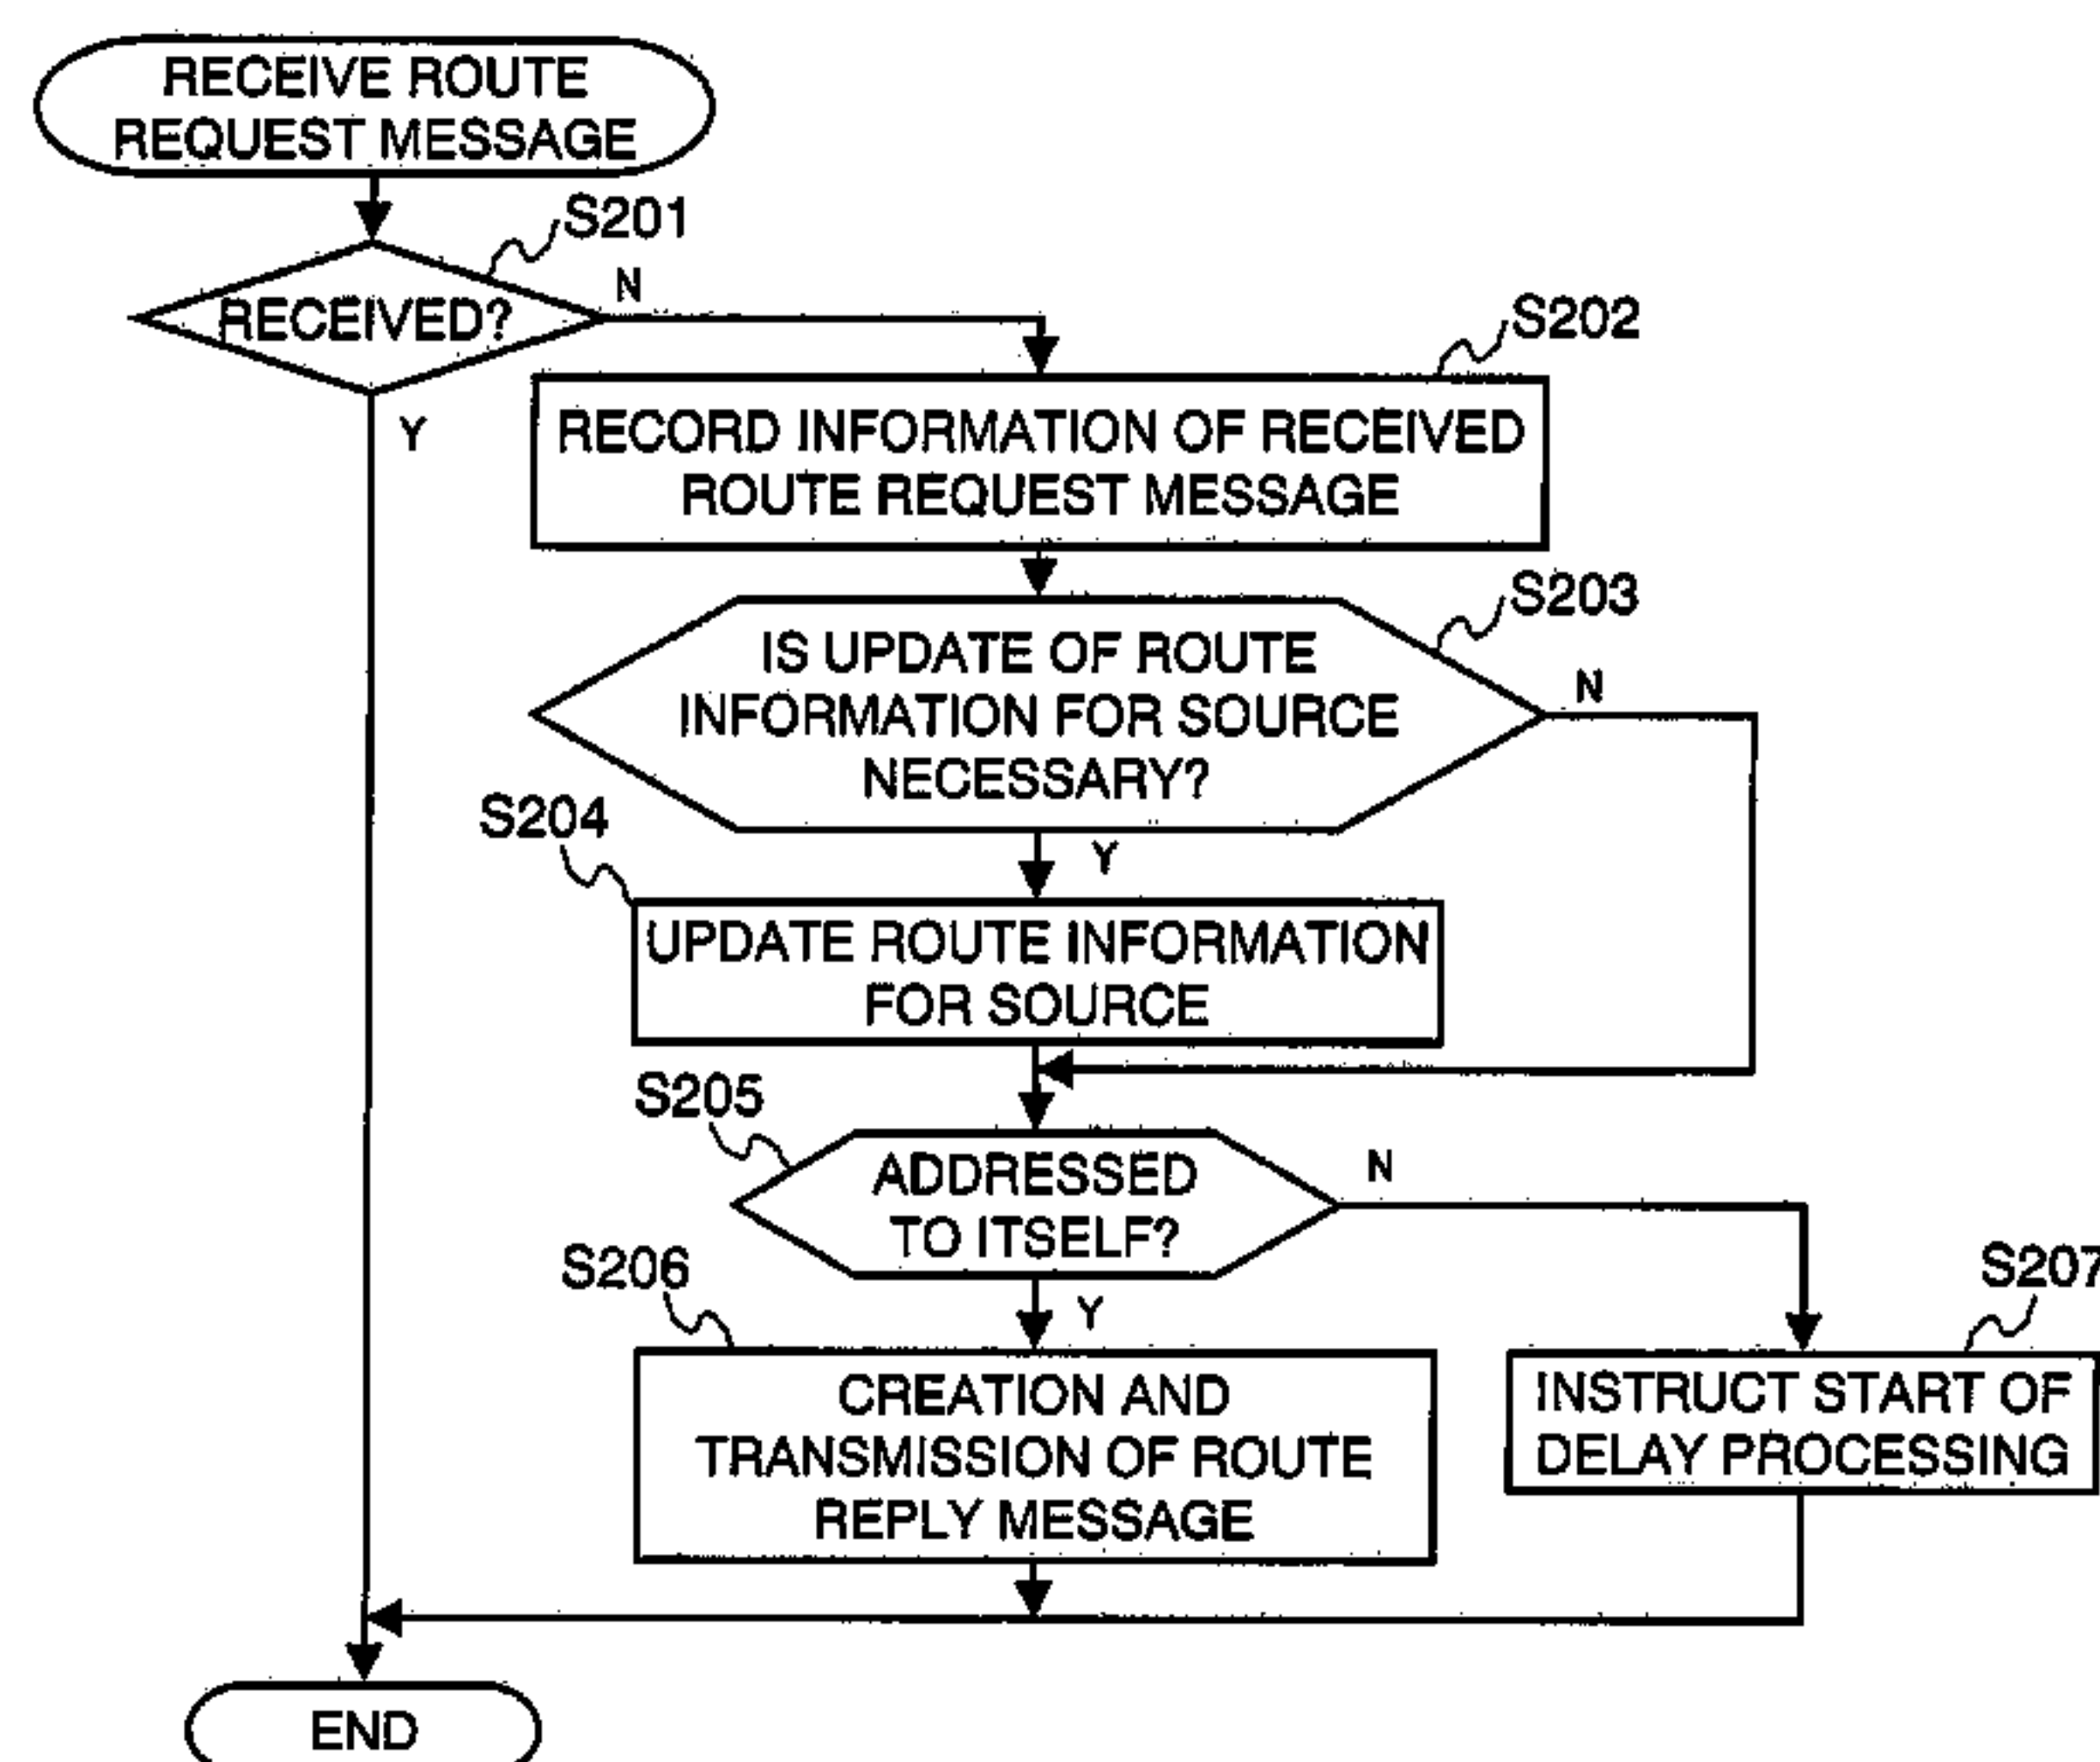 RECEIVE ROUTE
REQUEST MESSAGE
S201
RECEIVED?
N
Y
S202
RECORD INFORMATION OF RECEIVED
ROUTE REQUEST MESSAGE
S203
IS UPDATE OF ROUTE
INFORMATION FOR SOURCE
NECESSARY?
N
Y
S204
UPDATE ROUTE INFORMATION
FOR SOURCE
S205
ADDRESSED
TO ITSELF?
N
Y
S206
CREATION AND
TRANSMISSION OF ROUTE
REPLY MESSAGE
S207
INSTRUCT START OF
DELAY PROCESSING
END